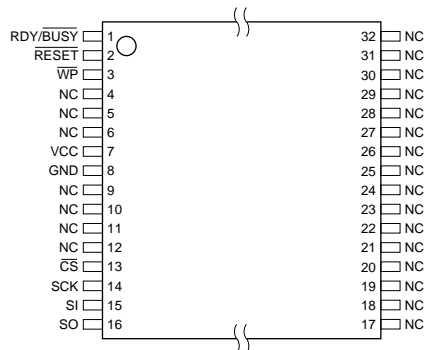 RDY/BUSY 1 32 NC
RESET 2 31 NC
WP 3 30 NC
NC 4 29 NC
NC 5 28 NC
NC 6 27 NC
VCC 7 26 NC
GND 8 25 NC
NC 9 24 NC
NC 10 23 NC
NC 11 22 NC
NC 12 21 NC
CS 13 20 NC
SCK 14 19 NC
SI 15 18 NC
SO 16 17 NC